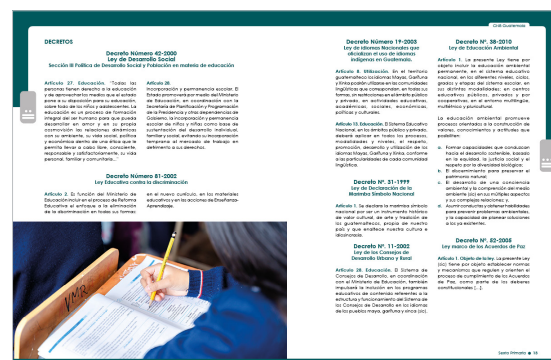 CNB Guatemala
DECRETOS
Decreto Número 42-2000
Ley de Desarrollo Social
Sección III Política de Desarrollo Social y Población en materia de educación
Artículo 27. Educación. "Todas las
personas tienen derecho a la educación
y de aprovechar los medios que el estado
pone a su disposición para su educación,
sobre todo de las niños y adolescentes. La
educación es un proceso de formación
integral del ser humano para que pueda
desarrollar en amor y en su propia
cosmovisión las relaciones dinámicas
con su ambiente, su vida social, política
y económica dentro de una ética que le
permita llevar a cabo libre, consciente,
responsable y satisfactoriamente, su vida
personal, familiar y comunitaria..."
Artículo 28.
Incorporación y permanencia escolar. El
Estado promoverá por medio del Ministerio
de Educación, en coordinación con la
Secretaría de Planificación y Programación
de la Presidencia y otras dependencias de
Gobierno, la incorporación y permanencia
escolar de niñas y niños como base de
sustentación del desarrollo individual,
familiar y social, evitando su incorporación
temprana al mercado de trabajo en
detrimento a sus derechos.
Decreto Número 81-2002
Ley Educativa contra la discriminación
Artículo 2. Es función del Ministerio de
Educación incluir en el proceso de Reforma
Educativa el enfoque a la eliminación
de la discriminación en todas sus formas:
en el nuevo currículo, en los materiales
educativos y en las acciones de Enseñanza-
Aprendizaje.
Decreto Número 19-2003
Ley de Idiomas Nacionales que
oficializan el uso de idiomas
indígenas en Guatemala.
Artículo 8. Utilización. En el territorio
guatemalteco los idiomas Mayas, Garífuna
y Xinka podrán utilizarse en las comunidades
lingüísticas que correspondan, en todas sus
formas, sin restricciones en el ámbito público
y privado, en actividades educativas,
académicas, sociales, económicas,
políticas y culturales.
Artículo 13. Educación. El Sistema Educativo
Nacional, en los ámbitos público y privado,
deberá aplicar en todos los procesos,
modalidades y niveles, el respeto,
promoción, desarrollo y utilización de los
idiomas Mayas, Garífuna y Xinka, conforme
a las particularidades de cada comunidad
lingüística.
Decreto Nº. 31-1999
Ley de Declaración de la
Marimba Símbolo Nacional
Artículo 1. Se declara la marimba símbolo
nacional por ser un instrumento histórico
de valor cultural, de arte y tradición de
los guatemaltecos, propia de nuestro
país y que enaltece nuestra cultura e
idiosincrasia.
Decreto Nº. 11-2002
Ley de los Consejos de
Desarrollo Urbano y Rural
Artículo 28. Educación. El Sistema de
Consejos de Desarrollo, en coordinación
con el Ministerio de Educación, también
impulsará la inclusión en los programas
educativos de contenido referentes a la
estructura y funcionamiento del Sistema de
los Consejos de Desarrollo en los idiomas
de los pueblos maya, garífuna y xinca (sic).
Decreto Nº. 38-2010
Ley de Educación Ambiental
Artículo 1. La presente Ley tiene por
objeto incluir la educación ambiental
permanente, en el sistema educativo
nacional, en los diferentes niveles, ciclos,
grados y etapas del sistema escolar, en
sus distintas modalidades; en centros
educativos públicos, privados y por
cooperativas, en el entorno multilingüe,
multiétnico y pluricultural.
La educación ambiental promueve
procesos orientados a la construcción de
valores, conocimientos y actitudes que
posibiliten:
a. Formar capacidades que conduzcan
hacia el desarrollo sostenible, basado
en la equidad, la justicia social y el
respeto por la diversidad biológica;
b. El discernimiento para preservar el
patrimonio natural;
c. El desarrollo de una conciencia
ambiental y la comprensión del medio
ambiente (sic) en sus múltiples aspectos
y sus complejas relaciones; y,
d. Asumir conductas y obtener habilidades
para prevenir problemas ambientales,
y la capacidad de planear soluciones
a los ya existentes.
Decreto Nº. 52-2005
Ley marco de los Acuerdos de Paz
Artículo 1. Objeto de la ley. La presente Ley
(sic) tiene por objeto establecer normas
y mecanismos que regulen y orienten el
proceso de cumplimiento de los Acuerdos
de Paz, como parte de los deberes
constitucionales [...].
Sexto Primaria 15